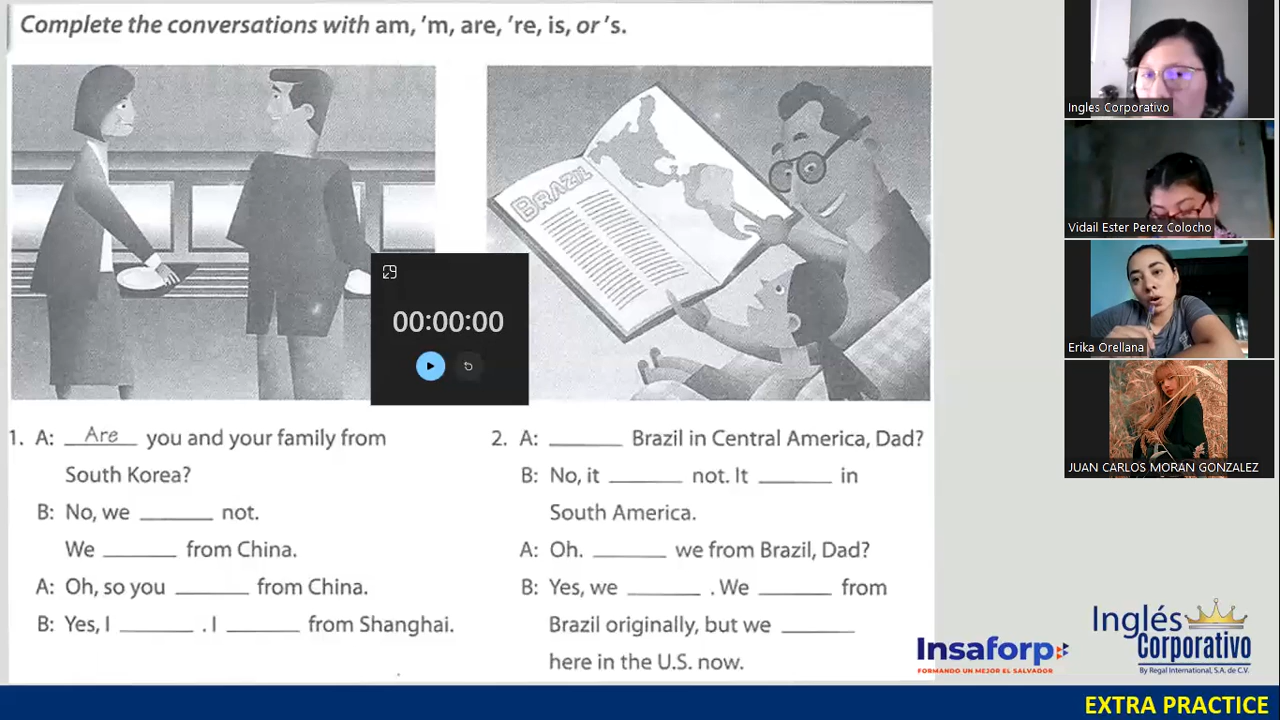 Complete the conversations with am, 'm, are, 're, is, or 's.
BRAZIL
00:00:00
1. A: Are you and your family from
South Korea?
B: No, we ______ not.
We ______ from China.
A: Oh, so you ______ from China.
B: Yes, I ______ . I ______ from Shanghai.
2. A: ______ Brazil in Central America, Dad?
B: No, it ______ not. It ______ in
South America.
A: Oh. ______ we from Brazil, Dad?
B: Yes, we ______ . We ______ from
Brazil originally, but we ______
here in the U.S. now.
Ingles Corporativo
Vidail Ester Perez Colocho
Erika Orellana
JUAN CARLOS MORAN GONZALEZ
Insaforp
FORMANDO UN MEJOR EL SALVADOR
Inglés
Corporativo
By Regal International, S.A. de C.V.
EXTRA PRACTICE